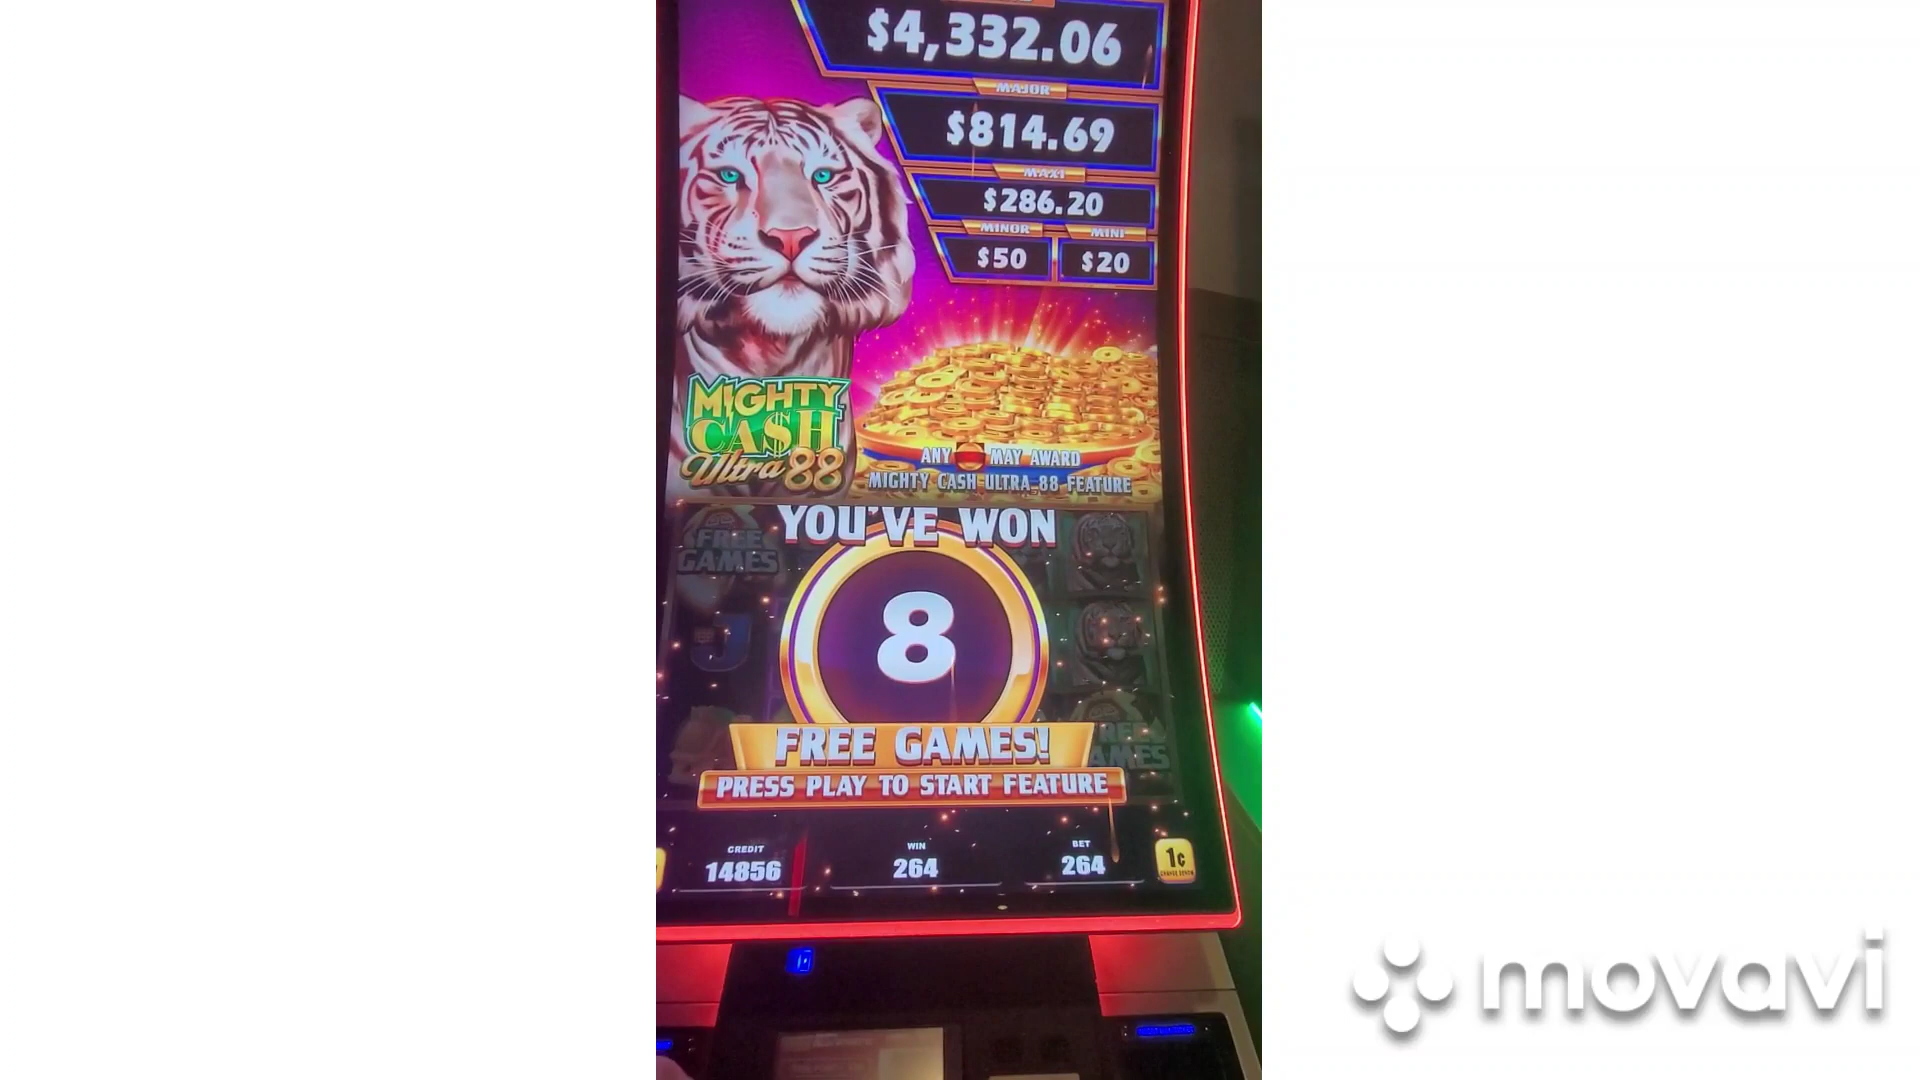 $4,332.06
MAJOR
$814.69
MAXI
$286.20
MINOR
MINI
$50
$20
MIGHTY
CA$H
Ultra 88
ANY MAY AWARD
MIGHTY CASH ULTRA 88 FEATURE
YOU'VE WON
FREE
GAMES
8
J
FREE GAMES!
PRESS PLAY TO START FEATURE
CREDIT
14856
WIN
264
BET
264
1¢
CHANGE DENOM
movavi